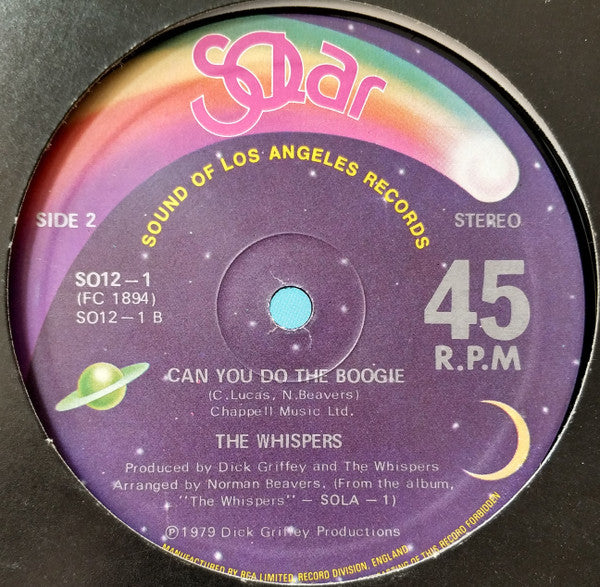 Solar
SOUND OF LOS ANGELES RECORDS
SIDE 2
STEREO
SO12-1
(FC 1894)
SO12-1 B
45
R.P.M
CAN YOU DO THE BOOGIE
(C.Lucas, N.Beavers)
Chappell Music Ltd.
THE WHISPERS
Produced by Dick Griffey and The Whispers
Arranged by Norman Beavers. (From the album,
"The Whispers" - SOLA - 1)
Ⓟ1979 Dick Griffey Productions
MANUFACTURED BY RCA LIMITED, RECORD DIVISION, ENGLAND
OF THIS RECORD FORBIDDEN